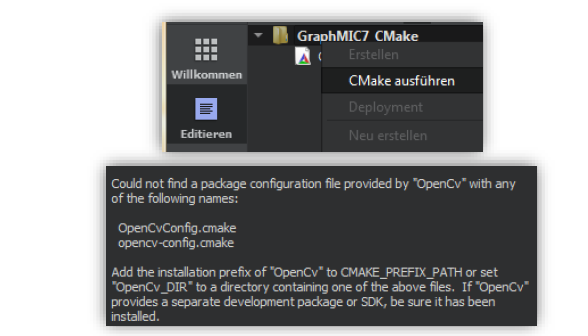 GraphMIC7 CMake
Willkommen
Erstellen
CMake ausführen
Editieren
Deployment
Neu erstellen
Could not find a package configuration file provided by "OpenCv" with any
of the following names:
OpenCvConfig.cmake
opencv-config.cmake
Add the installation prefix of "OpenCv" to CMAKE_PREFIX_PATH or set
"OpenCv_DIR" to a directory containing one of the above files.  If "OpenCv"
provides a separate development package or SDK, be sure it has been
installed.